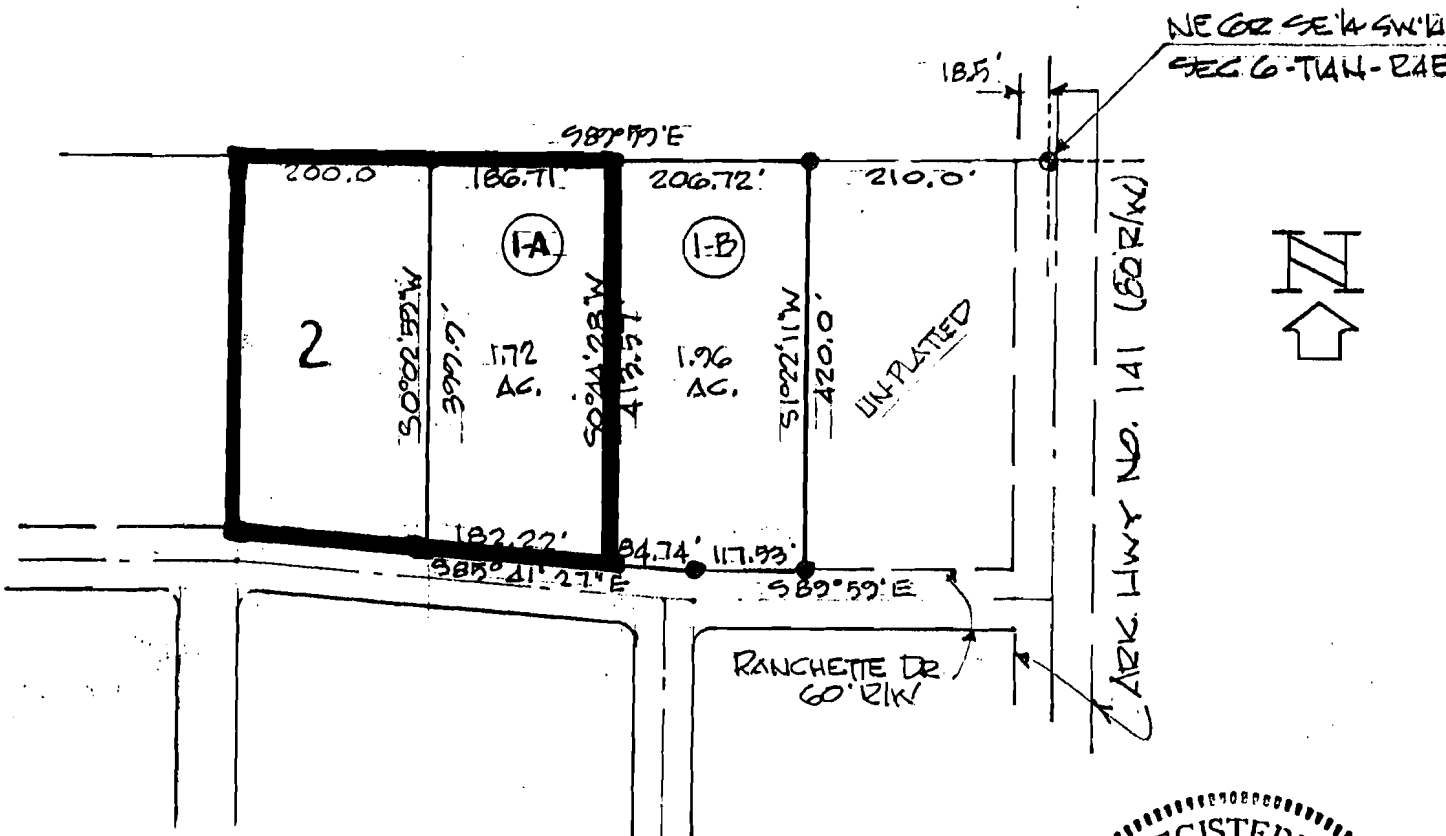 NE COR SE¼ SW¼
SEC 6-T14N-R4E
18.5'
S89°59'E
200.0
186.71'
206.72'
210.0'
1-A
1-B
2
S0°02'53"W
399.9'
1.72
AC.
S0°44'28"W
413.57
1.96
AC.
S1°22'11"W
420.0'
UN-PLATTED
ARK. HWY NO. 141 (80'R/W)
N
182.22'
84.74'
117.53'
S85°41'27"E
S89°59'E
RANCHETTE DR
60'R/W
REGISTERED